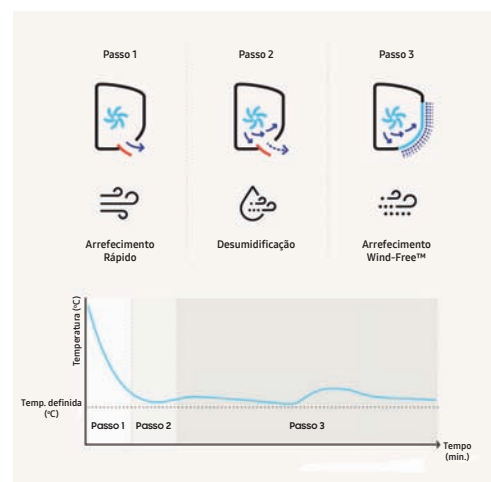 Passo 1
Passo 2
Passo 3
Arrefecimento
Rápido
Desumidificação
Arrefecimento
Wind-Free™
Temperatura (ºC)
Temp. definida
(ºC)
Passo 1
Passo 2
Passo 3
Tempo
(min.)